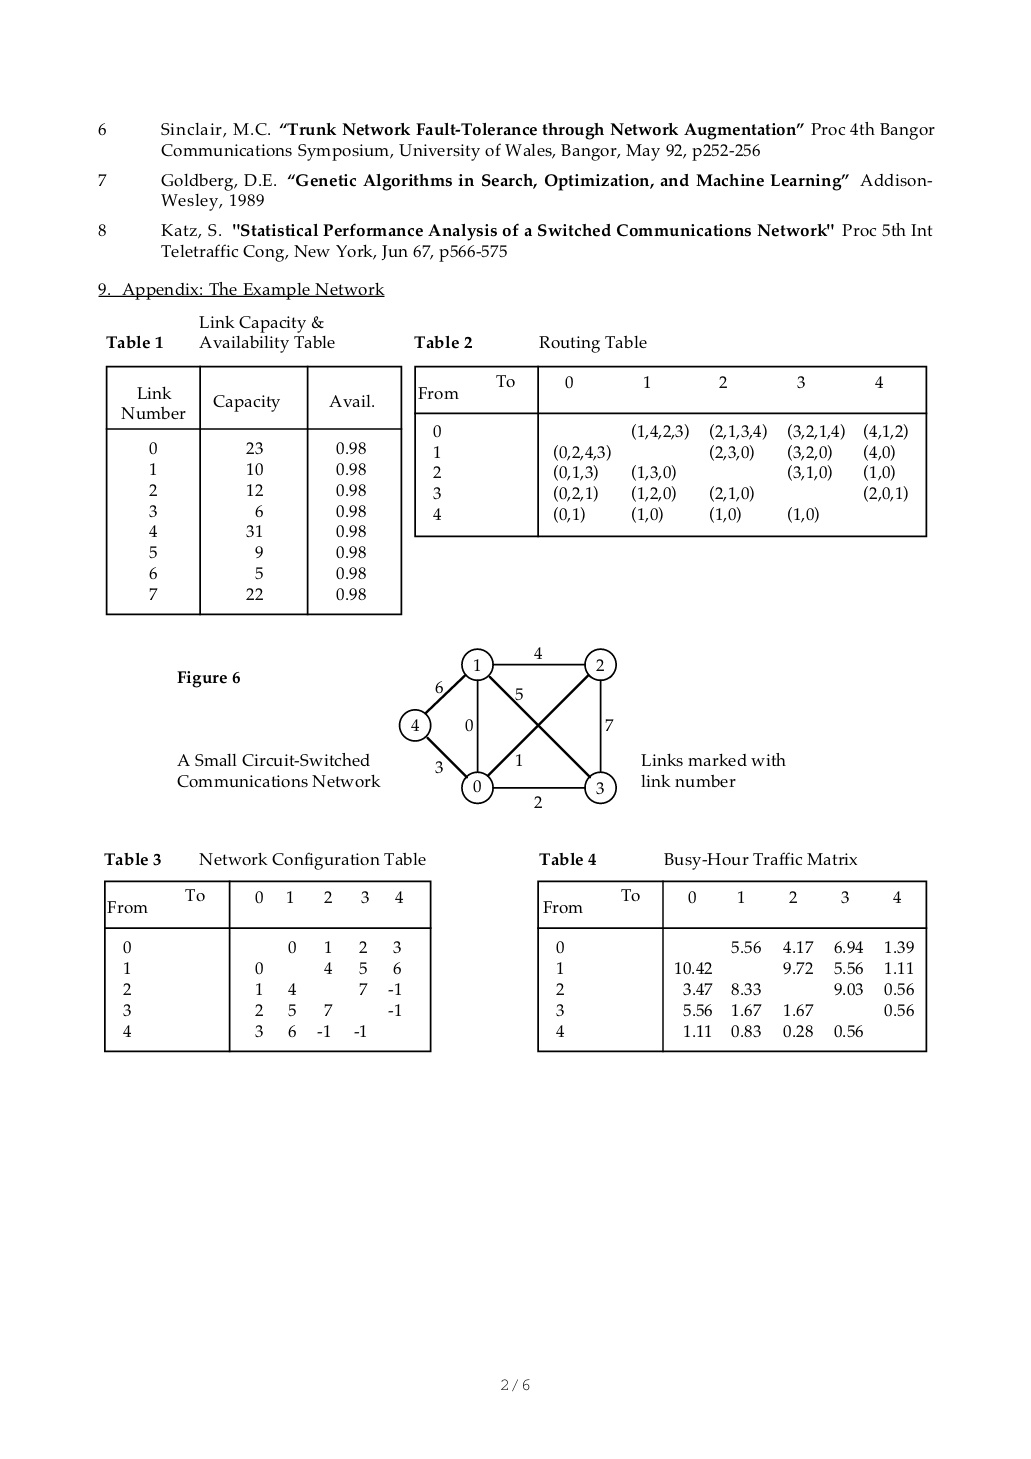 6 Sinclair, M.C. “Trunk Network Fault-Tolerance through Network Augmentation” Proc 4th Bangor
Communications Symposium, University of Wales, Bangor, May 92, p252-256
7 Goldberg, D.E. “Genetic Algorithms in Search, Optimization, and Machine Learning” Addison-
Wesley, 1989
8 Katz, S. "Statistical Performance Analysis of a Switched Communications Network" Proc 5th Int
Teletraffic Cong, New York, Jun 67, p566-575
9. Appendix: The Example Network
Table 1 Link Capacity &
Availability Table
Link
Number Capacity Avail.
0 23 0.98
1 10 0.98
2 12 0.98
3 6 0.98
4 31 0.98
5 9 0.98
6 5 0.98
7 22 0.98
Table 2 Routing Table
From To 0 1 2 3 4
0 (1,4,2,3) (2,1,3,4) (3,2,1,4) (4,1,2)
1 (0,2,4,3) (2,3,0) (3,2,0) (4,0)
2 (0,1,3) (1,3,0) (3,1,0) (1,0)
3 (0,2,1) (1,2,0) (2,1,0) (2,0,1)
4 (0,1) (1,0) (1,0) (1,0)
Figure 6
A Small Circuit-Switched
Communications Network
4
1 2
6 5
4 0 7
3 1
0 3
2
Links marked with
link number
Table 3 Network Configuration Table
From To 0 1 2 3 4
0 0 1 2 3
1 0 4 5 6
2 1 4 7 -1
3 2 5 7 -1
4 3 6 -1 -1
Table 4 Busy-Hour Traffic Matrix
From To 0 1 2 3 4
0 5.56 4.17 6.94 1.39
1 10.42 9.72 5.56 1.11
2 3.47 8.33 9.03 0.56
3 5.56 1.67 1.67 0.56
4 1.11 0.83 0.28 0.56
2 / 6